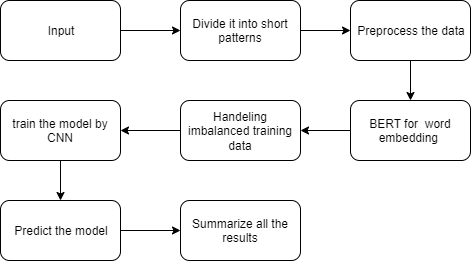 Input
Divide it into short
patterns
Preprocess the data
train the model by
CNN
Handeling
imbalanced training
data
BERT for  word
embedding
Predict the model
Summarize all the
results